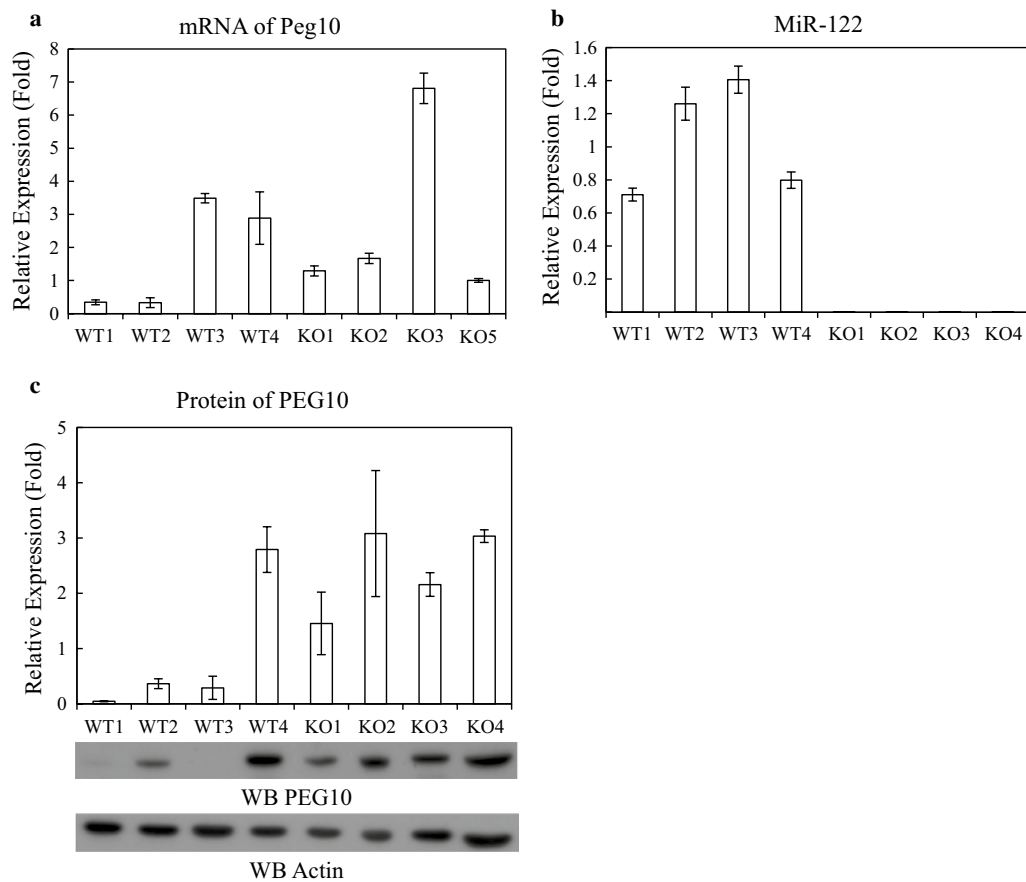 a
mRNA of Peg10
Relative Expression (Fold)
8
7
6
5
4
3
2
1
0
WT1 WT2 WT3 WT4 KO1 KO2 KO3 KO5
b
MiR-122
Relative Expression (Fold)
1.6
1.4
1.2
1
0.8
0.6
0.4
0.2
WT1 WT2 WT3 WT4 KO1 KO2 KO3 KO4
c
Protein of PEG10
Relative Expression (Fold)
5
4
3
2
1
0
WT1 WT2 WT3 WT4 KO1 KO2 KO3 KO4
WB PEG10
WB Actin